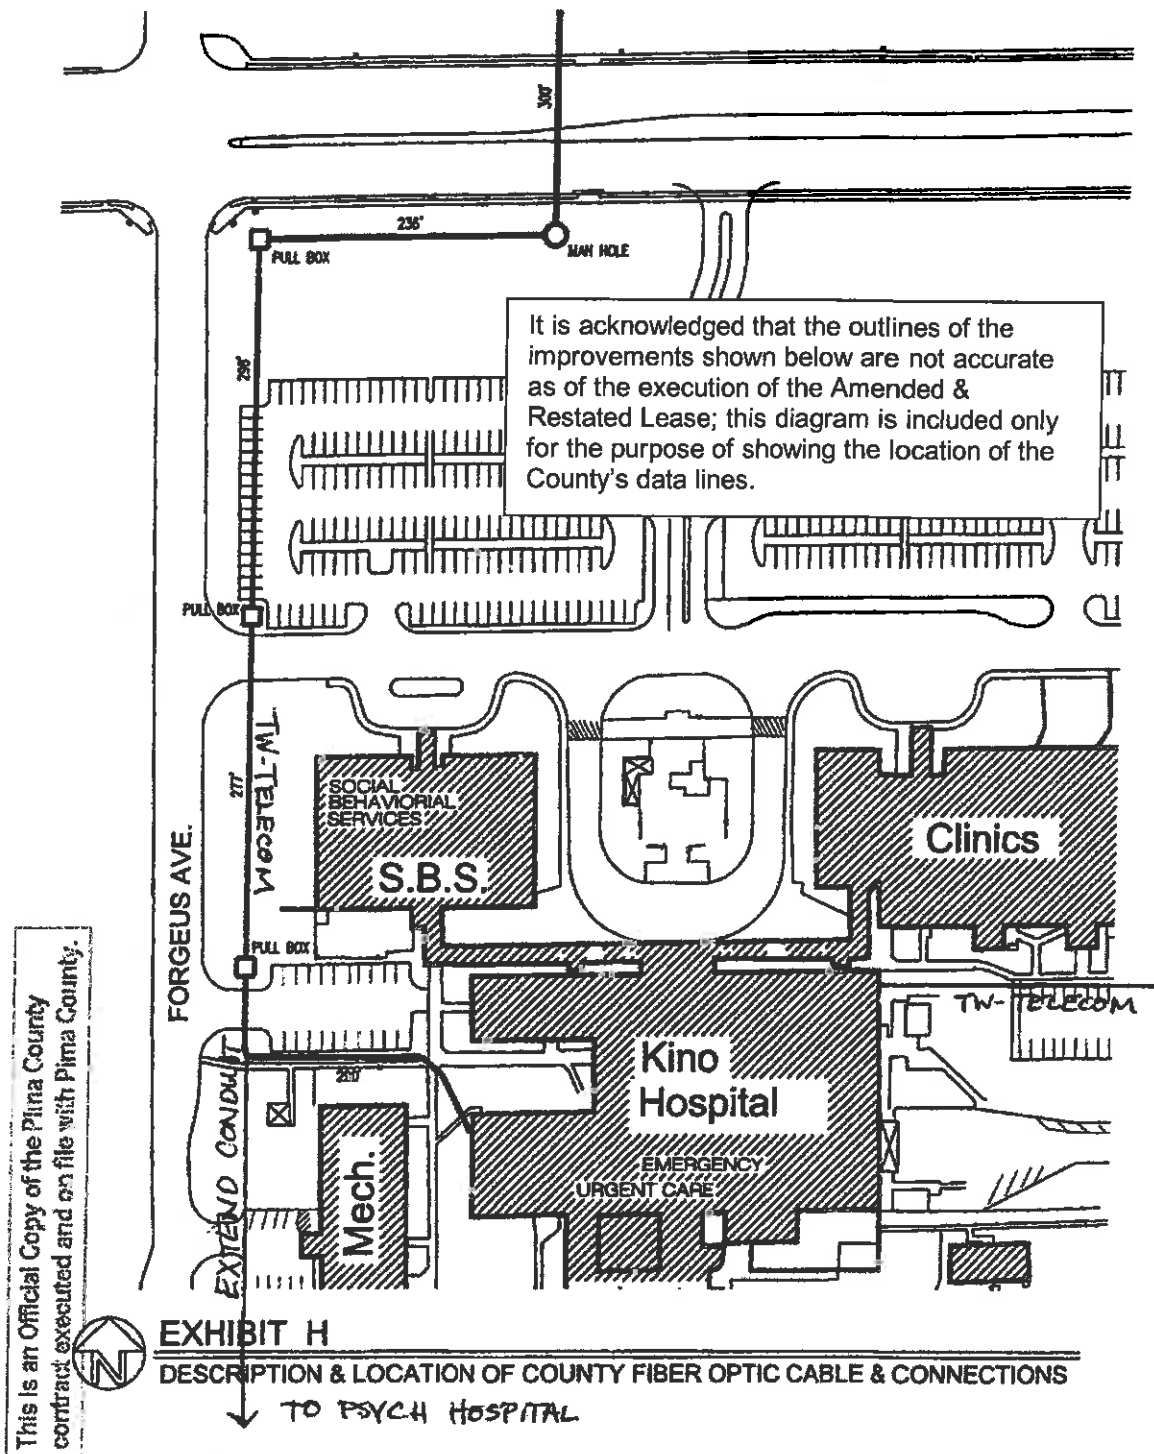 300'
236'
PULL BOX
MAN HOLE
It is acknowledged that the outlines of the
improvements shown below are not accurate
as of the execution of the Amended &
Restated Lease; this diagram is included only
for the purpose of showing the location of the
County's data lines.
PULL BOX
277'
TW-TELECOM
SOCIAL
BEHAVIORIAL
SERVICES
S.B.S.
Clinics
FORGEUS AVE.
PULL BOX
TW-TELECOM
Kino
Hospital
EMERGENCY
URGENT CARE
Mech.
EXTEND CONDUIT
This is an Official Copy of the Pima County
contract executed and on file with Pima County.
N
EXHIBIT H
DESCRIPTION & LOCATION OF COUNTY FIBER OPTIC CABLE & CONNECTIONS
TO PSYCH HOSPITAL